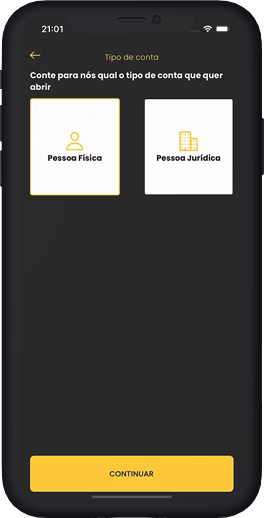 21:01
Tipo de conta
Conte para nós qual o tipo de conta que quer
abrir
Pessoa Física
Pessoa Jurídica
CONTINUAR